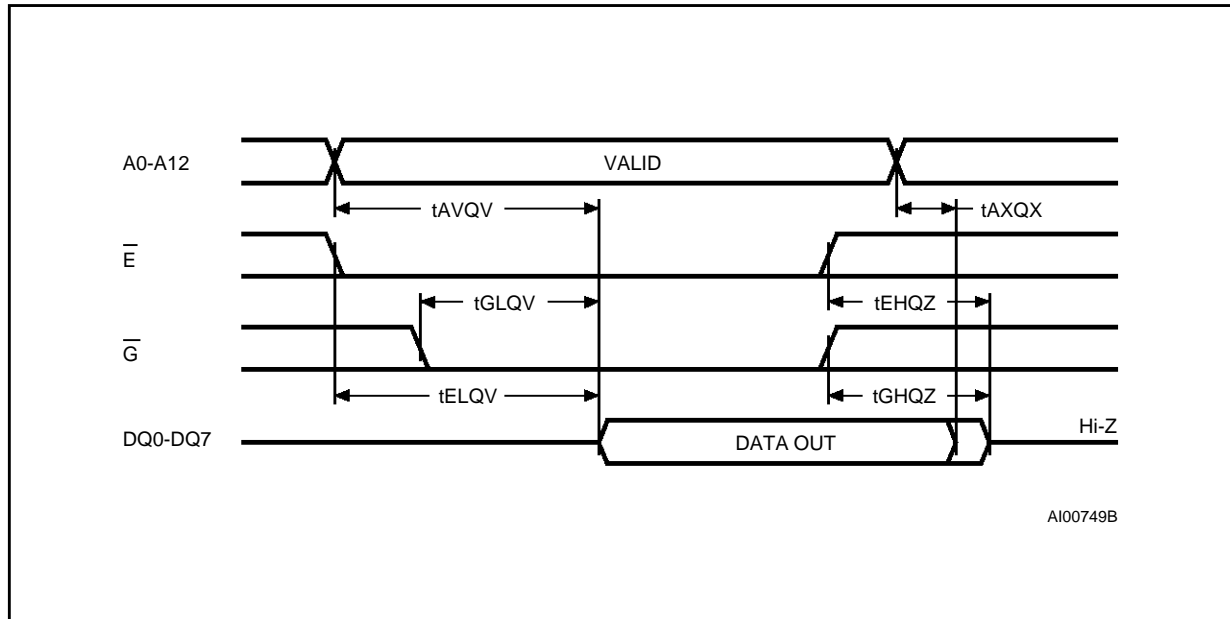 A0-A12
VALID
tAVQV
tAXQX
E
tGLQV
tEHQZ
G
tELQV
tGHQZ
DQ0-DQ7
DATA OUT
Hi-Z
AI00749B